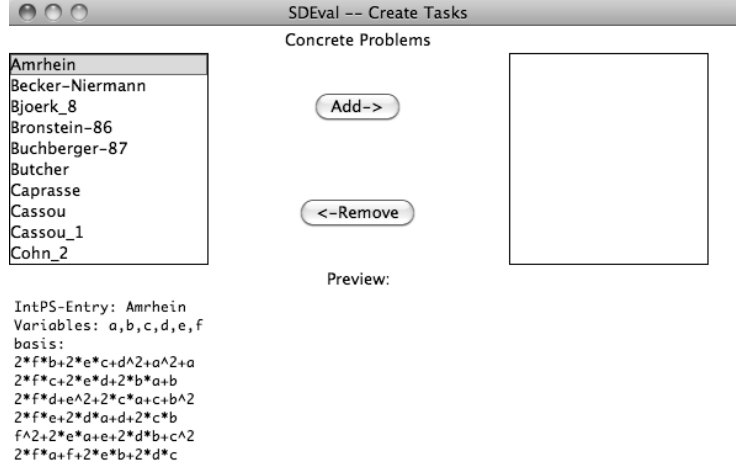 SDEval -- Create Tasks
Concrete Problems
Amrhein
Becker-Niermann
Bjoerk_8
Bronstein-86
Buchberger-87
Butcher
Caprasse
Cassou
Cassou_1
Cohn_2
Add->
<-Remove
Preview:
IntPS-Entry: Amrhein
Variables: a,b,c,d,e,f
basis:
2*f*b+2*e*c+d^2+a^2+a
2*f*c+2*e*d+2*b*a+b
2*f*d+e^2+2*c*a+c+b^2
2*f*e+2*d*a+d+2*c*b
f^2+2*e*a+e+2*d*b+c^2
2*f*a+f+2*e*b+2*d*c